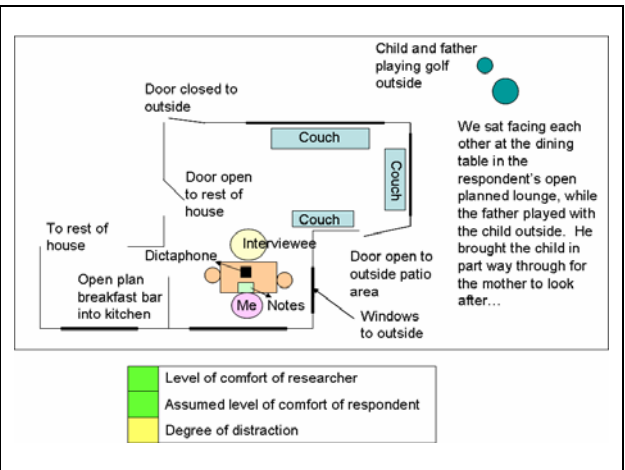 Child and father
playing golf
outside
Door closed to
outside
Couch
We sat facing each
other at the dining
table in the
respondent's open
planned lounge, while
the father played with
the child outside.  He
brought the child in
part way through for
the mother to look
after…
Couch
Door open
to rest of
house
Couch
To rest of
house
Interviewee
Dictaphone
Door open to
outside patio
area
Open plan
breakfast bar
into kitchen
Me
Notes
Windows
to outside
Level of comfort of researcher
Assumed level of comfort of respondent
Degree of distraction